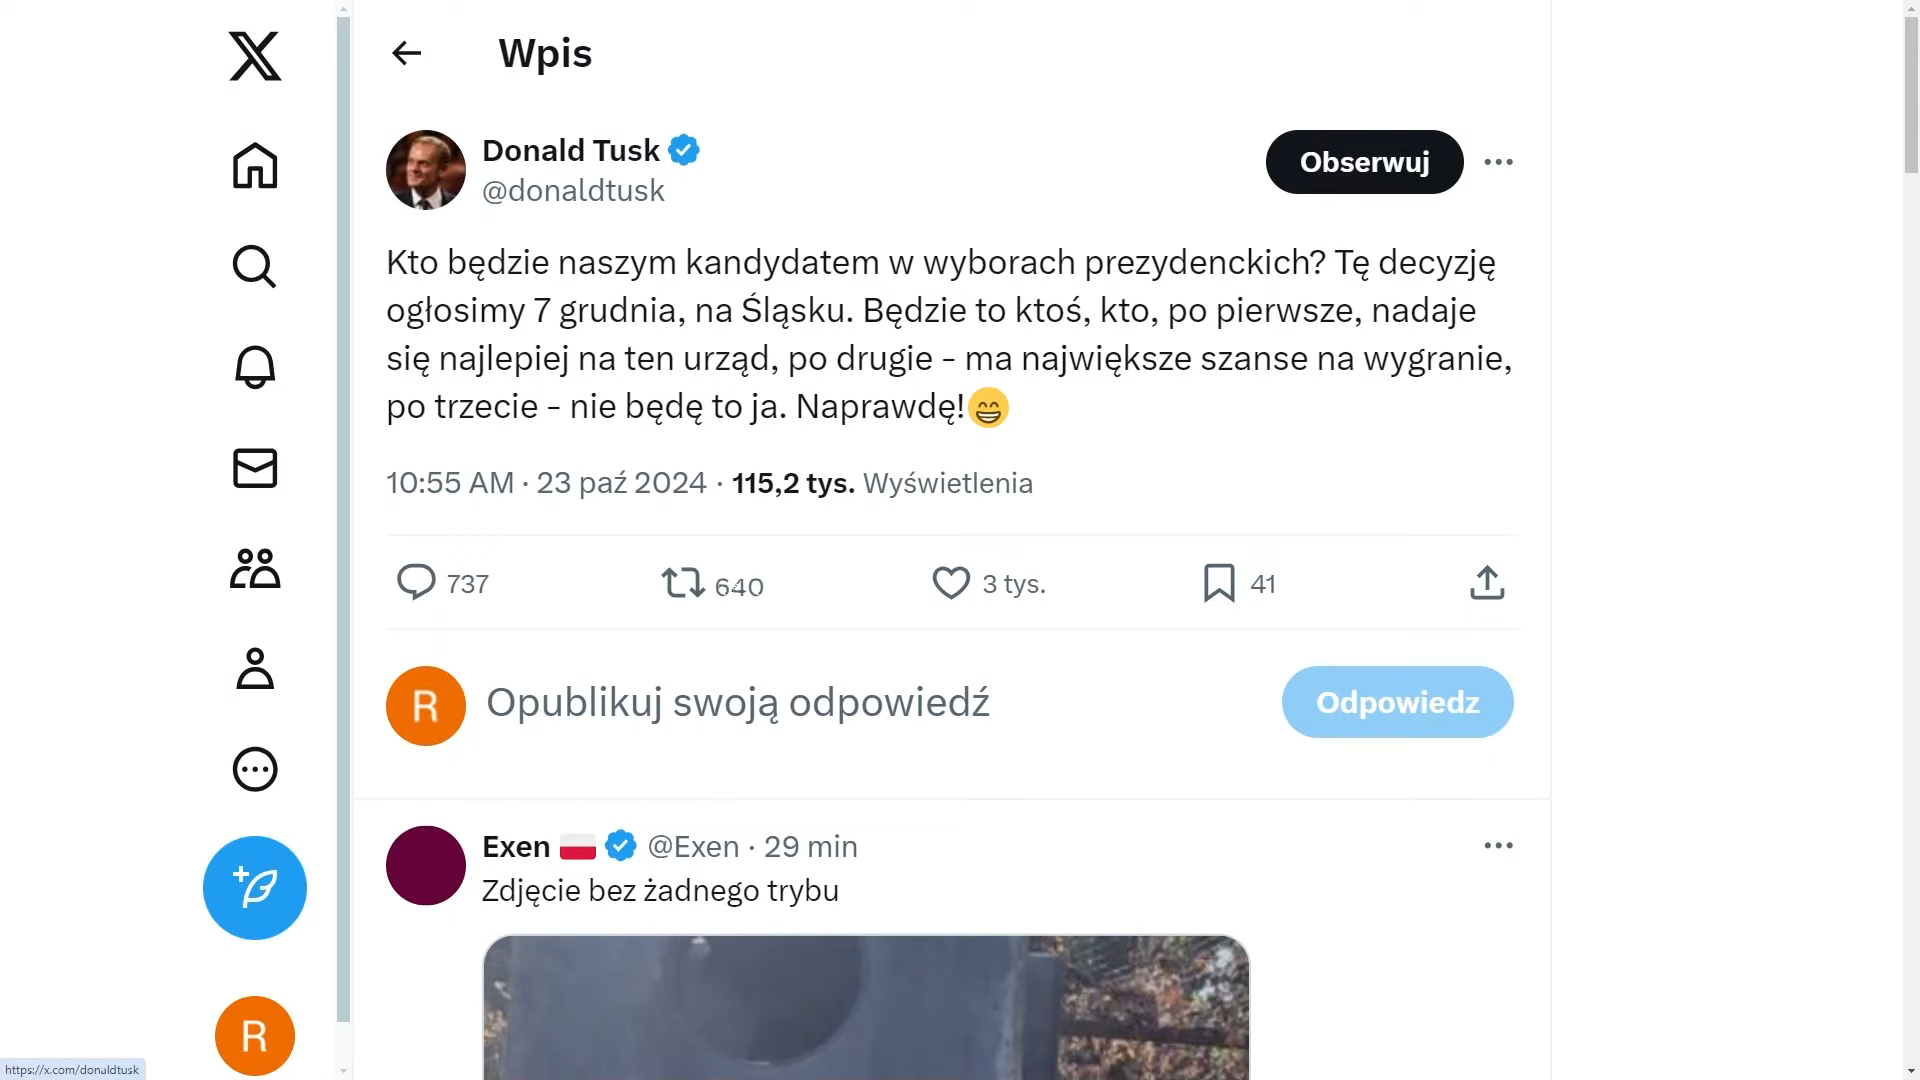 Wpis
Donald Tusk
@donaldtusk
Obserwuj
Kto będzie naszym kandydatem w wyborach prezydenckich? Tę decyzję
ogłosimy 7 grudnia, na Śląsku. Będzie to ktoś, kto, po pierwsze, nadaje
się najlepiej na ten urząd, po drugie - ma największe szanse na wygranie,
po trzecie - nie będę to ja. Naprawdę!😁
10:55 AM · 23 paź 2024 · 115,2 tys. Wyświetlenia
737 640 3 tys. 41
R Opublikuj swoją odpowiedź Odpowiedz
Exen 🇵🇱 @Exen · 29 min
Zdjęcie bez żadnego trybu
R
https://x.com/donaldtusk